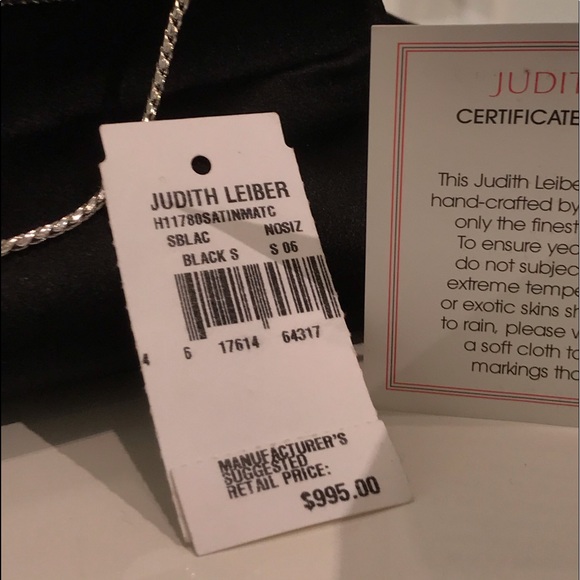 JUDITH LEIBER
H11780SATINMATC
SBLAC NOSIZ
BLACK S S 06
4 6 17614 64317
MANUFACTURER'S
SUGGESTED
RETAIL PRICE:
$995.00
JUDIT
CERTIFICATE
This Judith Leibe
hand-crafted by
only the finest
To ensure yea
do not subjec
extreme tempe
or exotic skins sh
to rain, please v
a soft cloth to
markings tha